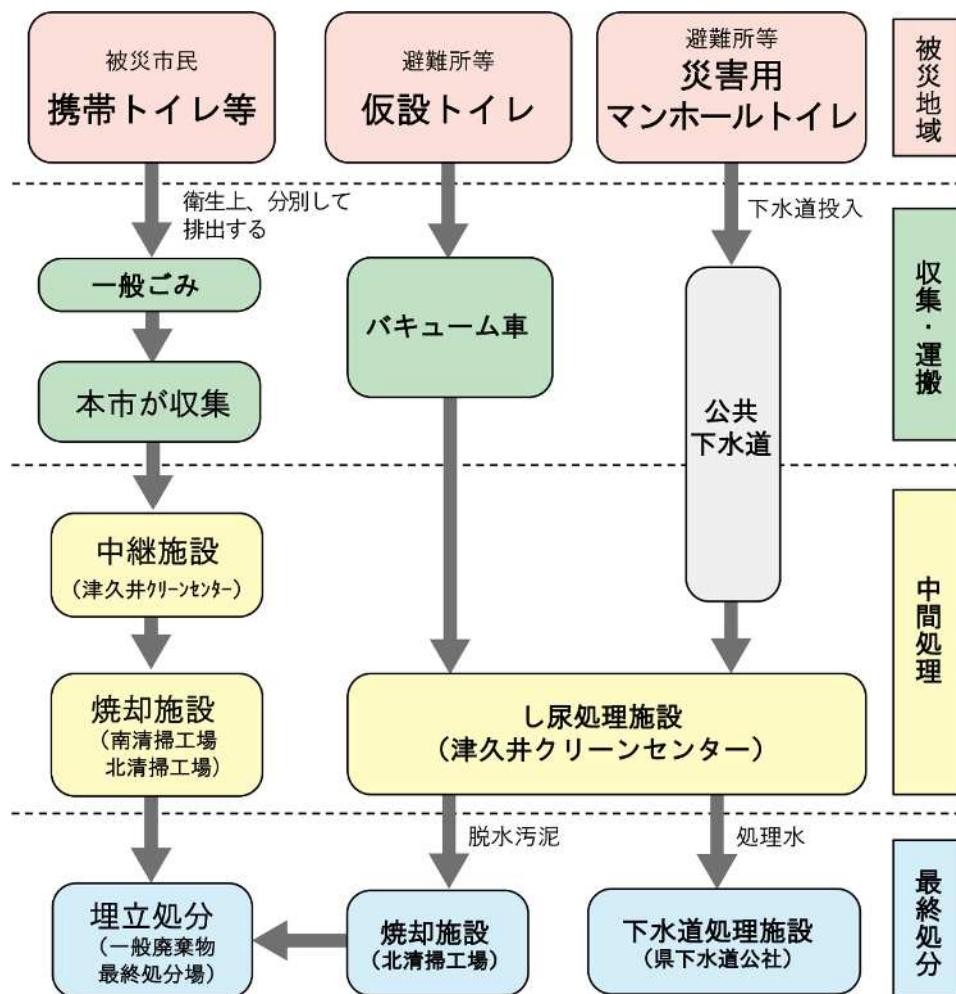 被災市民
携帯トイレ等
避難所等
仮設トイレ
避難所等
災害用
マンホールトイレ
被災地域
衛生上、分別して
排出する
下水道投入
一般ごみ
本市が収集
バキューム車
公共
下水道
収集・運搬
中継施設
（津久井ｸﾘｰﾝｾﾝﾀｰ）
焼却施設
（南清掃工場
北清掃工場）
し尿処理施設
（津久井クリーンセンター）
中間処理
脱水汚泥
処理水
埋立処分
（一般廃棄物
最終処分場）
焼却施設
（北清掃工場）
下水道処理施設
（県下水道公社）
最終処分